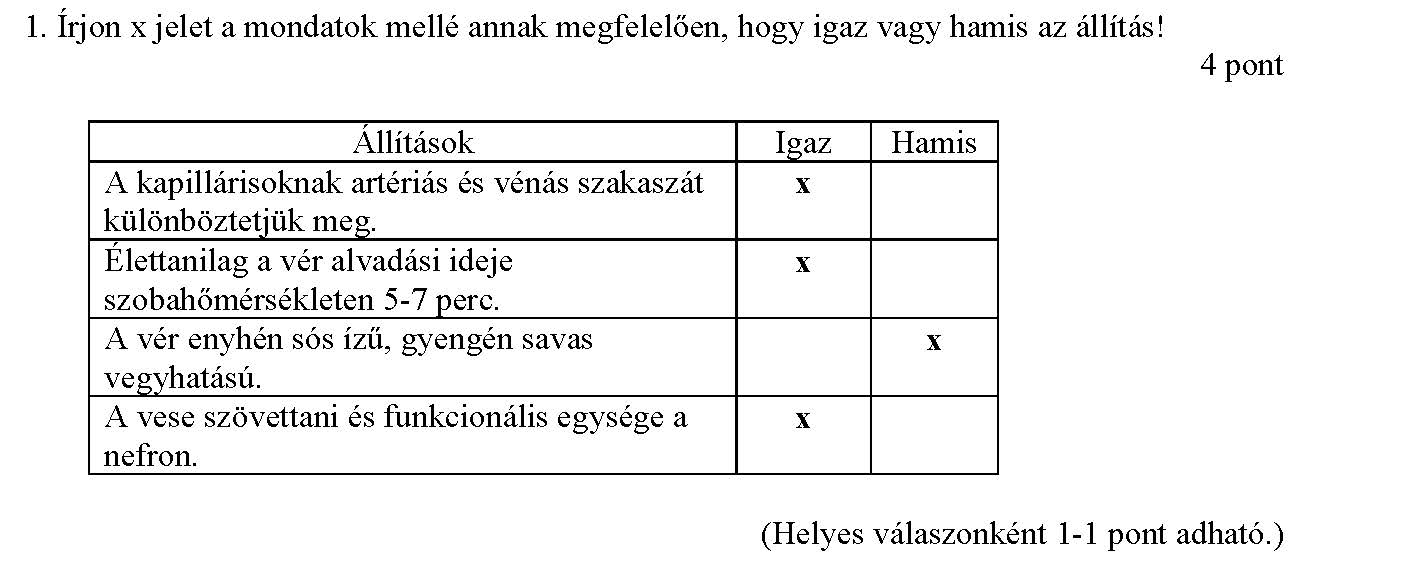 1. Írjon x jelet a mondatok mellé annak megfelelően, hogy igaz vagy hamis az állítás!
4 pont
Állítások Igaz Hamis
A kapillárisoknak artériás és vénás szakaszát x
különböztetjük meg.
Élettanilag a vér alvadási ideje x
szobahőmérsékleten 5-7 perc.
A vér enyhén sós ízű, gyengén savas x
vegyhatású.
A vese szövettani és funkcionális egysége a x
nefron.
(Helyes válaszonként 1-1 pont adható.)